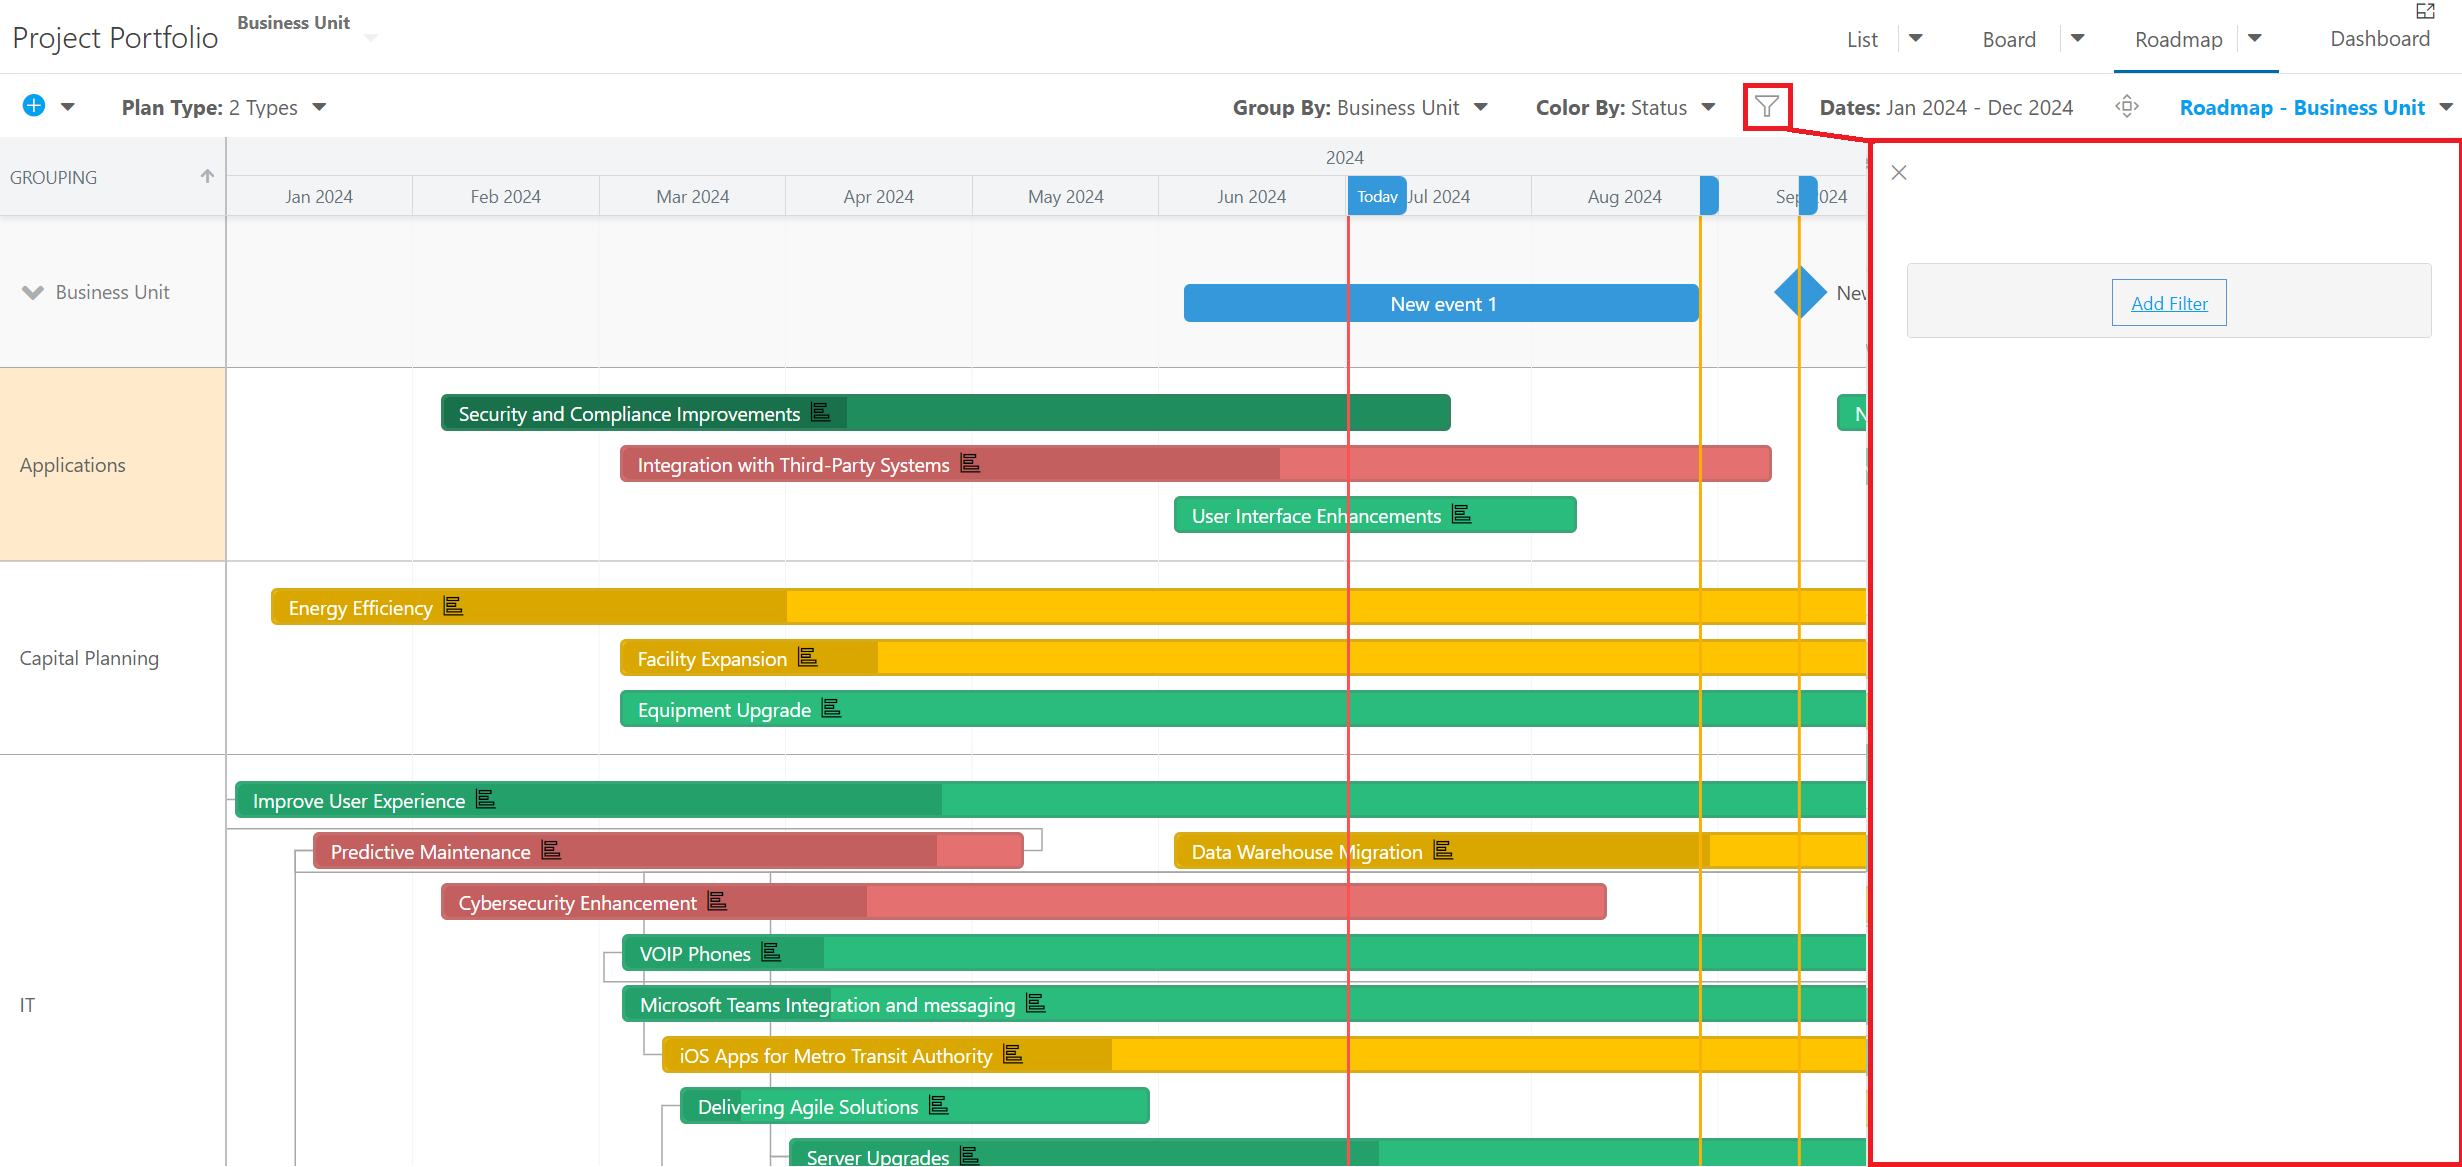 Project Portfolio
Business Unit
List
Board
Roadmap
Dashboard
Plan Type: 2 Types
Group By: Business Unit
Color By: Status
Dates: Jan 2024 - Dec 2024
Roadmap - Business Unit
GROUPING
2024
Jan 2024
Feb 2024
Mar 2024
Apr 2024
May 2024
Jun 2024
Today
Jul 2024
Aug 2024
Add Filter
Business Unit
New event 1
Applications
Security and Compliance Improvements
Integration with Third-Party Systems
User Interface Enhancements
Capital Planning
Energy Efficiency
Facility Expansion
Equipment Upgrade
IT
Improve User Experience
Predictive Maintenance
Data Warehouse Migration
Cybersecurity Enhancement
VOIP Phones
Microsoft Teams Integration and messaging
iOS Apps for Metro Transit Authority
Delivering Agile Solutions
Server Upgrades